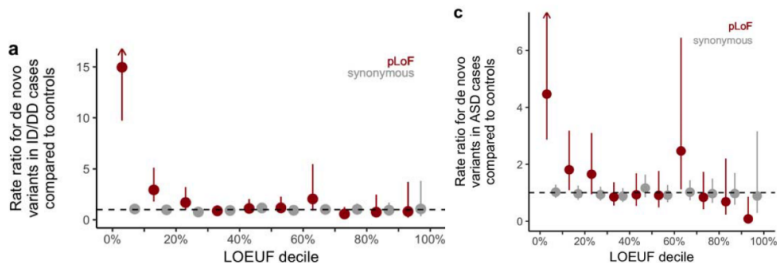 a
Rate ratio for de novo
variants in ID/DD cases
compared to controls
15
10
5
0
pLoF
synonymous
0% 20% 40% 60% 80% 100%
LOEUF decile
c
Rate ratio for de novo
variants in ASD cases
compared to controls
6
4
2
0
pLoF
synonymous
0% 20% 40% 60% 80% 100%
LOEUF decile